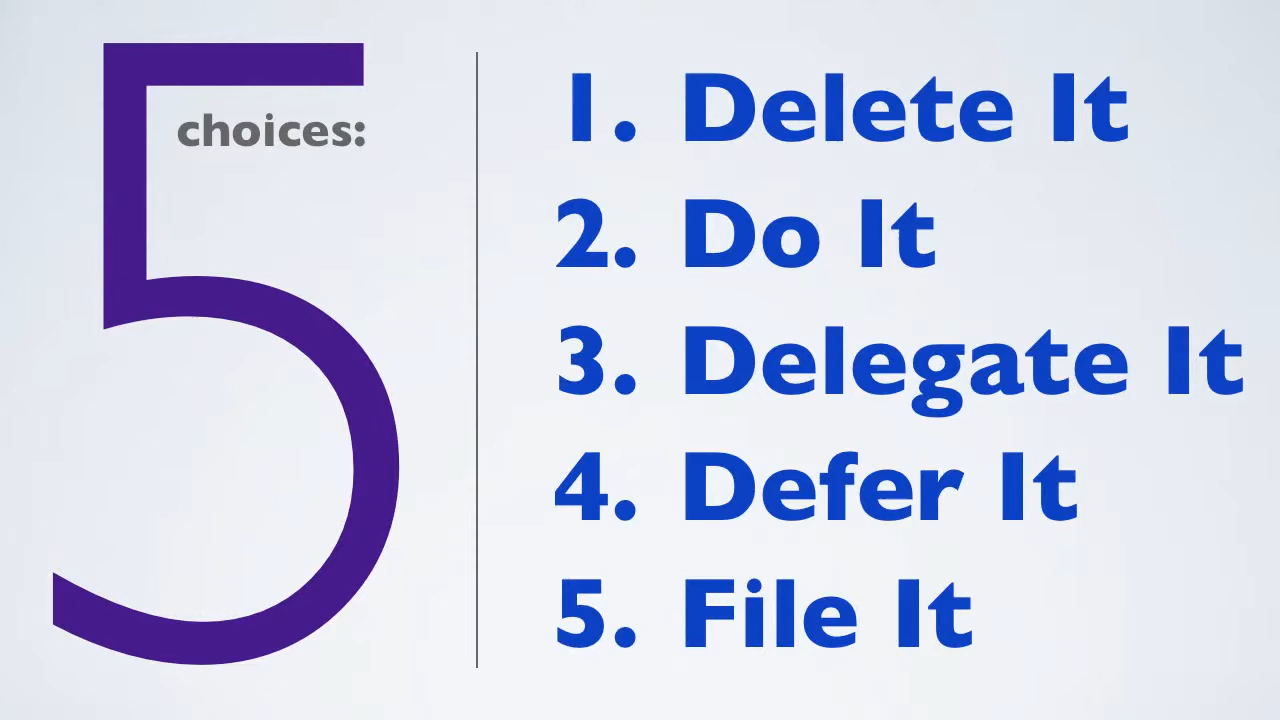 5
choices:
1. Delete It
2. Do It
3. Delegate It
4. Defer It
5. File It